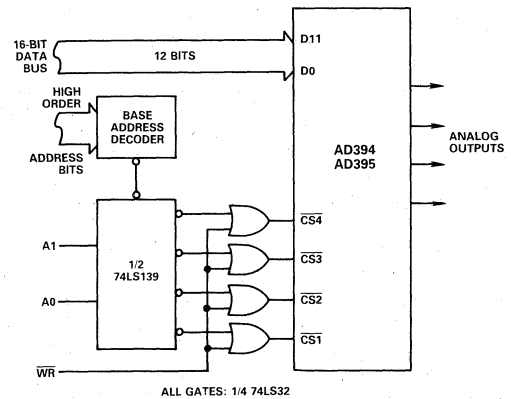 16-BIT
DATA
BUS
12 BITS
D11
D0
HIGH
ORDER
ADDRESS
BITS
BASE
ADDRESS
DECODER
AD394
AD395
ANALOG
OUTPUTS
A1
A0
1/2
74LS139
CS4
CS3
CS2
CS1
WR
ALL GATES: 1/4 74LS32